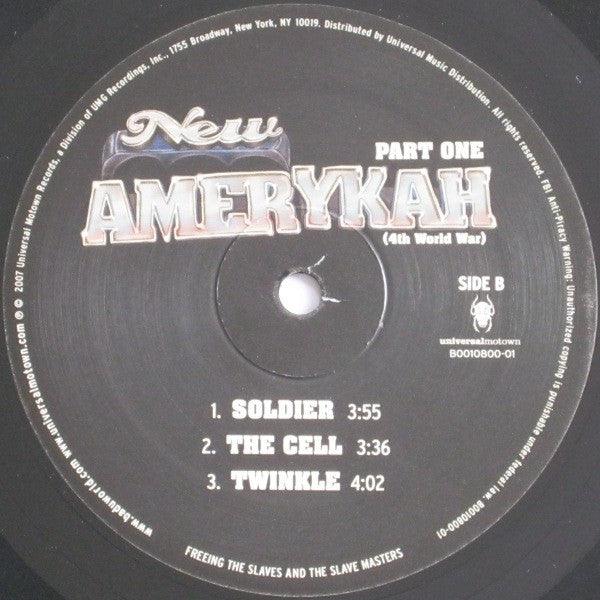 www.baduworld.com www.universalmotown.com ℗ © 2007 Universal Motown Records, a Division of UMG Recordings, Inc., 1755 Broadway, New York, NY 10019. Distributed by Universal Music Distribution. All rights reserved. FBI Anti-Piracy Warning: Unauthorized copying is punishable under federal law. B0010800-01
New
PART ONE
AMERYKAH
(4th World War)
SIDE B
universalmotown
B0010800-01
1. SOLDIER 3:55
2. THE CELL 3:36
3. TWINKLE 4:02
FREEING THE SLAVES AND THE SLAVE MASTERS